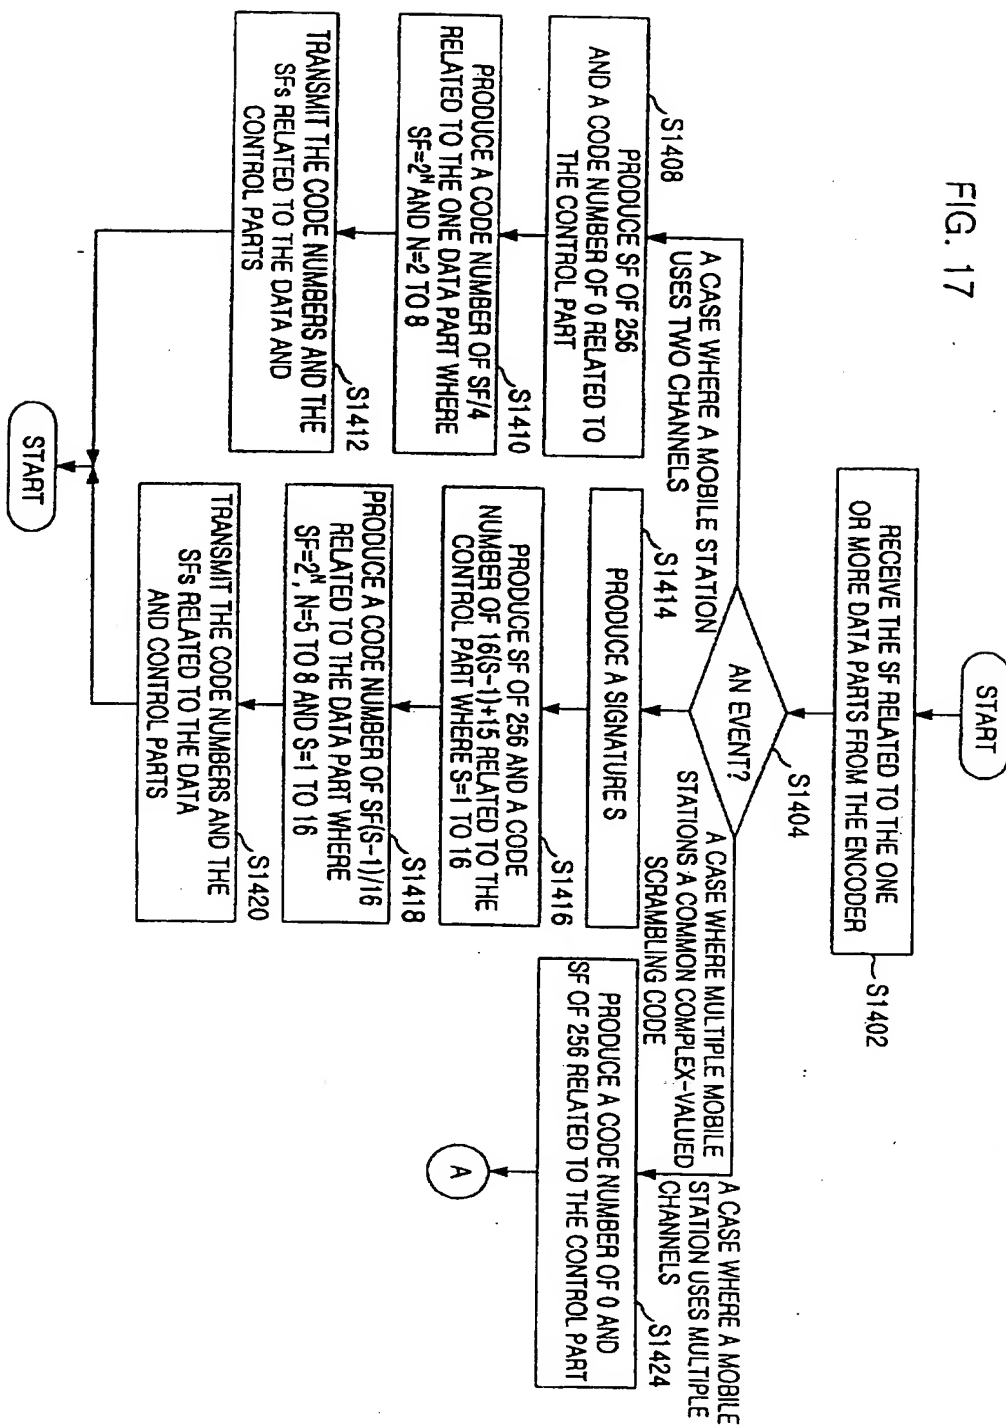 FIG. 17
START
RECEIVE THE SF RELATED TO THE ONE
OR MORE DATA PARTS FROM THE ENCODER
S1402
AN EVENT?
S1404
A CASE WHERE A MOBILE STATION
USES TWO CHANNELS
S1408
PRODUCE SF OF 256
AND A CODE NUMBER OF 0 RELATED TO
THE CONTROL PART
PRODUCE A CODE NUMBER OF SF/4
RELATED TO THE ONE DATA PART WHERE
SF=2ᴺ AND N=2 TO 8
S1410
TRANSMIT THE CODE NUMBERS AND THE
SFs RELATED TO THE DATA AND
CONTROL PARTS
S1412
A CASE WHERE MULTIPLE MOBILE
STATIONS A COMMON COMPLEX-VALUED
SCRAMBLING CODE
S1414
PRODUCE A SIGNATURE S
PRODUCE SF OF 256 AND A CODE
NUMBER OF 16(S-1)+15 RELATED TO THE
CONTROL PART WHERE S=1 TO 16
S1416
PRODUCE A CODE NUMBER OF SF(S-1)/16
RELATED TO THE DATA PART WHERE
SF=2ᴺ, N=5 TO 8 AND S=1 TO 16
S1418
TRANSMIT THE CODE NUMBERS AND THE
SFs RELATED TO THE DATA
AND CONTROL PARTS
S1420
A CASE WHERE A MOBILE
STATION USES MULTIPLE
CHANNELS
PRODUCE A CODE NUMBER OF 0 AND
SF OF 256 RELATED TO THE CONTROL PART
S1424
A
START